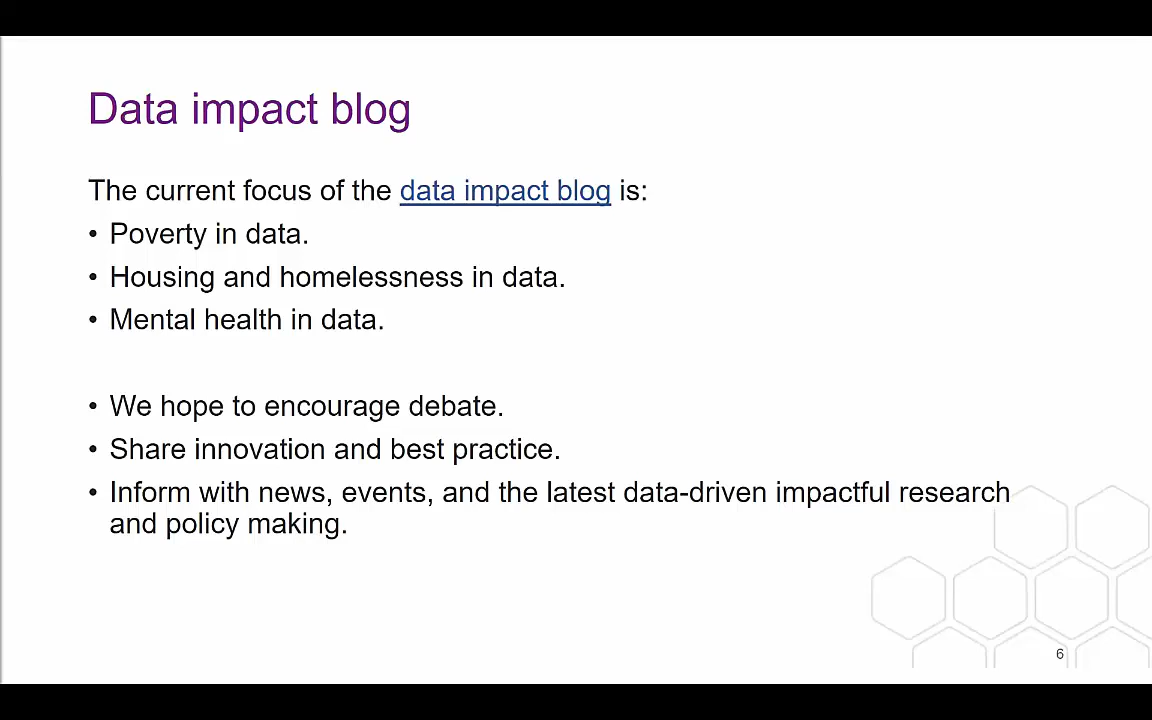 Data impact blog
The current focus of the data impact blog is:
• Poverty in data.
• Housing and homelessness in data.
• Mental health in data.
• We hope to encourage debate.
• Share innovation and best practice.
• Inform with news, events, and the latest data-driven impactful research
and policy making.
6